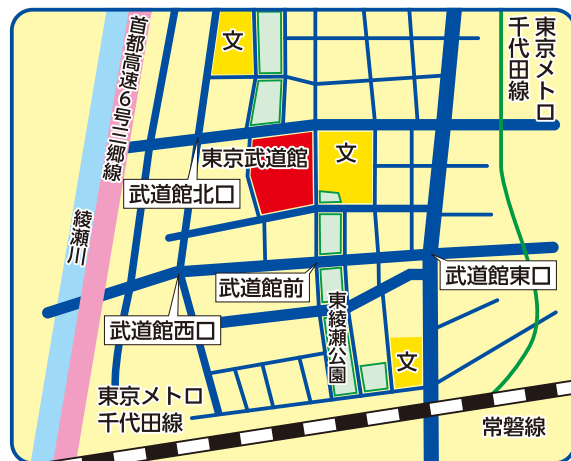 首都高速6号三郷線
文
東京メトロ
千代田線
東京武道館
文
武道館北口
綾瀬川
武道館前
武道館東口
武道館西口
東綾瀬公園
文
東京メトロ
千代田線
常磐線